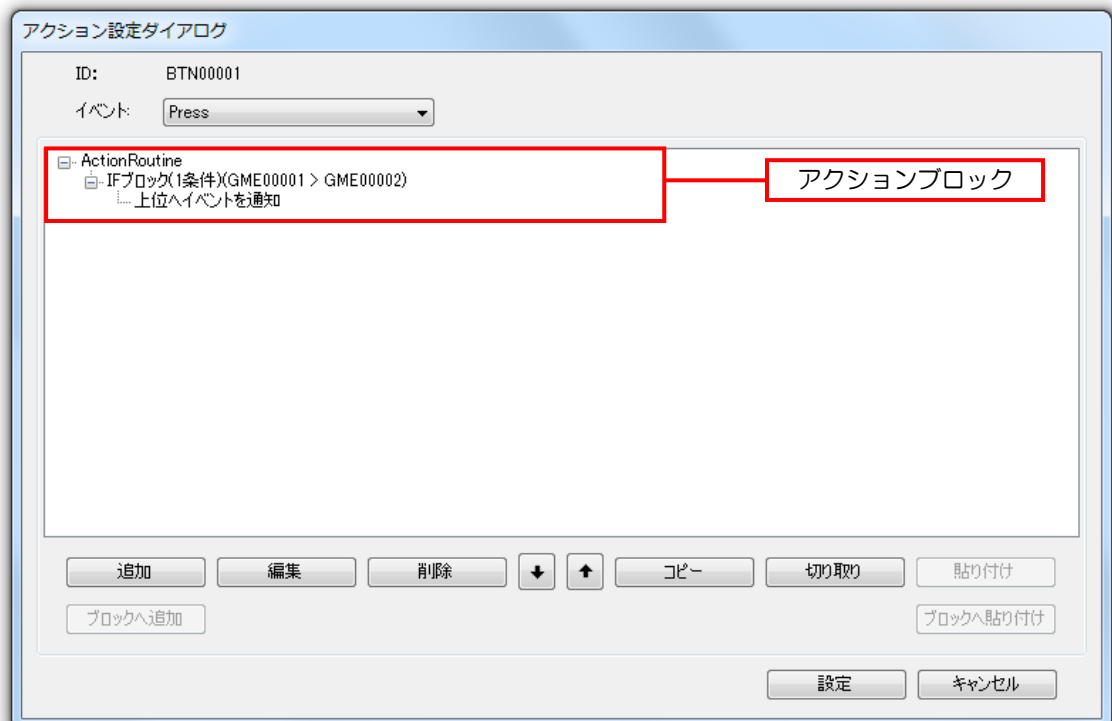 アクション設定ダイアログ
ID: BTN00001
イベント: Press
ActionRoutine
IFブロック(1条件)(GME00001 > GME00002)
上位へイベントを通知
アクションブロック
追加 編集 削除 コピー 切り取り 貼り付け
ブロックへ追加 ブロックへ貼り付け
設定 キャンセル